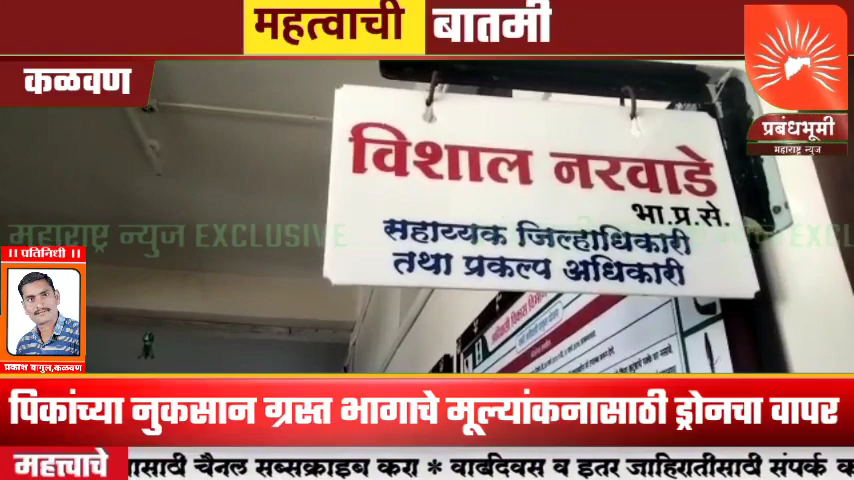 महत्वाची बातमी
कळवण
प्रबंधभूमी
महाराष्ट्र न्युज
विशाल नरवाडे
भा.प्र.से.
सहाय्यक जिल्हाधिकारी
तथा प्रकल्प अधिकारी
महाराष्ट्र न्युज EXCLUSIVE
।। प्रतिनिधी ।।
प्रकाश बागुल,कळवण
पिकांच्या नुकसान ग्रस्त भागाचे मूल्यांकनासाठी ड्रोनचा वापर
महत्त्वाचे
ासाठी चॅनल सब्सक्राइब करा * वाढदिवस व इतर जाहिरातीसाठी संपर्क क